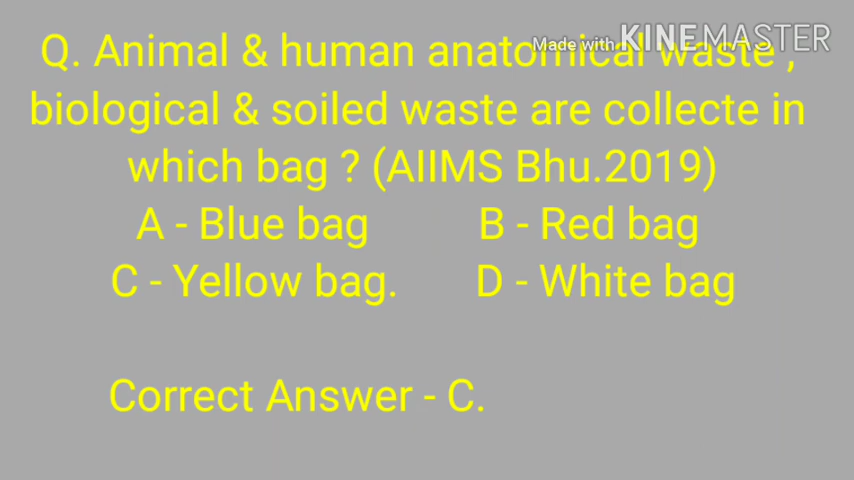 Q. Animal & human anatomical waste ,
Made with KINEMASTER
biological & soiled waste are collecte in
which bag ? (AIIMS Bhu.2019)
A - Blue bag B - Red bag
C - Yellow bag. D - White bag
Correct Answer - C.